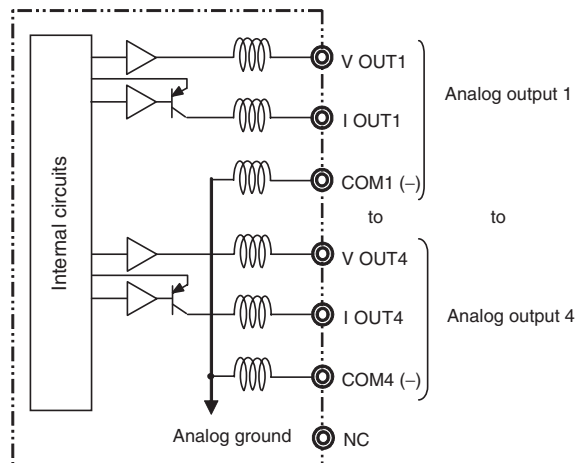 Internal circuits
V OUT1
I OUT1
COM1 (–)
Analog output 1
to
to
V OUT4
I OUT4
COM4 (–)
Analog output 4
Analog ground
NC